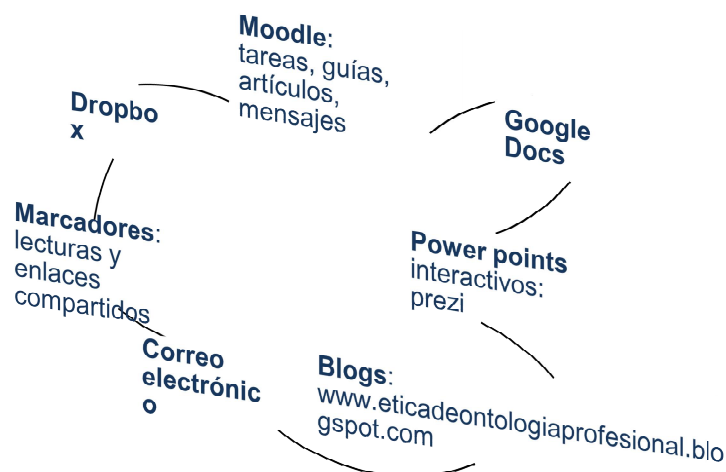 Moodle:
tareas, guías,
artículos,
mensajes
Google
Docs
Power points
interactivos:
prezi
Blogs:
www.eticadeontologiaprofesional.blo
gspot.com
Correo
electrónic
o
Marcadores:
lecturas y
enlaces
compartidos
Dropbo
x